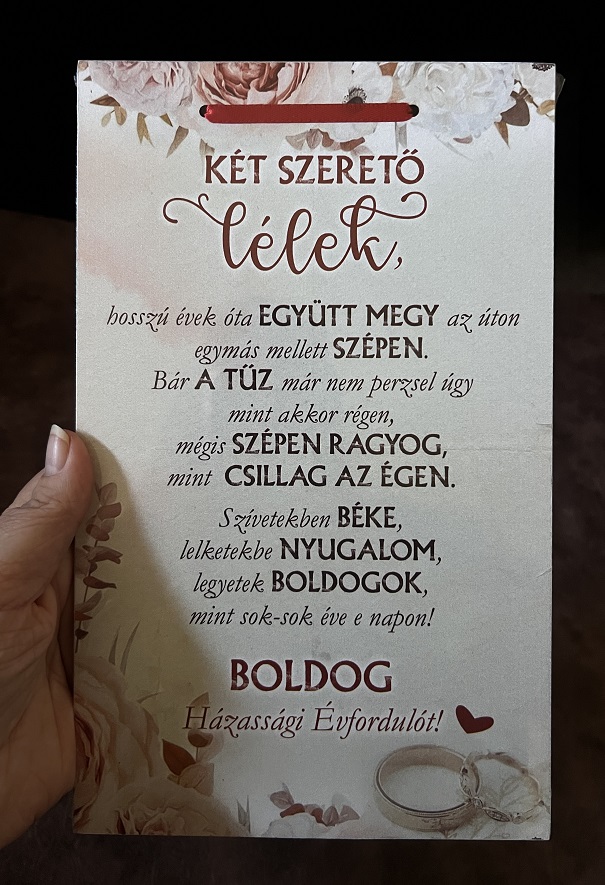 KÉT SZERETŐ
lélek,
hosszú évek óta EGYÜTT MEGY az úton
egymás mellett SZÉPEN.
Bár A TŰZ már nem perzsel úgy
mint akkor régen,
mégis SZÉPEN RAGYOG,
mint CSILLAG AZ ÉGEN.
Szívetekben BÉKE,
lelketekbe NYUGALOM,
legyetek BOLDOGOK,
mint sok-sok éve e napon!
BOLDOG
Házassági Évfordulót!